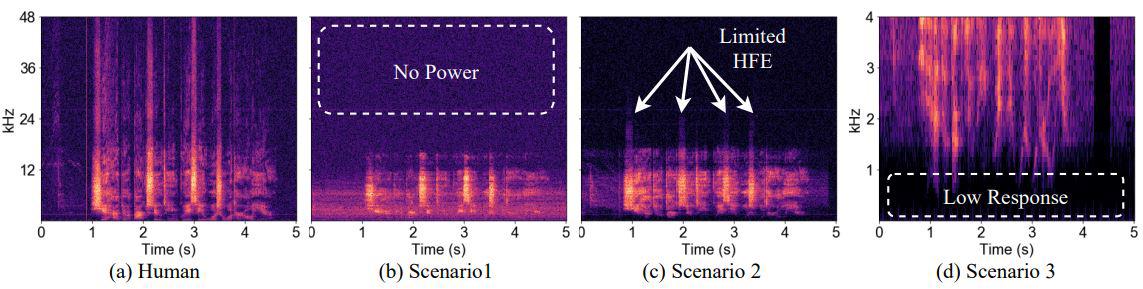 48
36
24
12
kHz
0 1 2 3 4 5
Time (s)
(a) Human
No Power
0 1 2 3 4 5
Time (s)
(b) Scenario1
Limited
HFE
0 1 2 3 4 5
Time (s)
(c) Scenario 2
4
3
2
1
kHz
Low Response
0 1 2 3 4 5
Time (s)
(d) Scenario 3